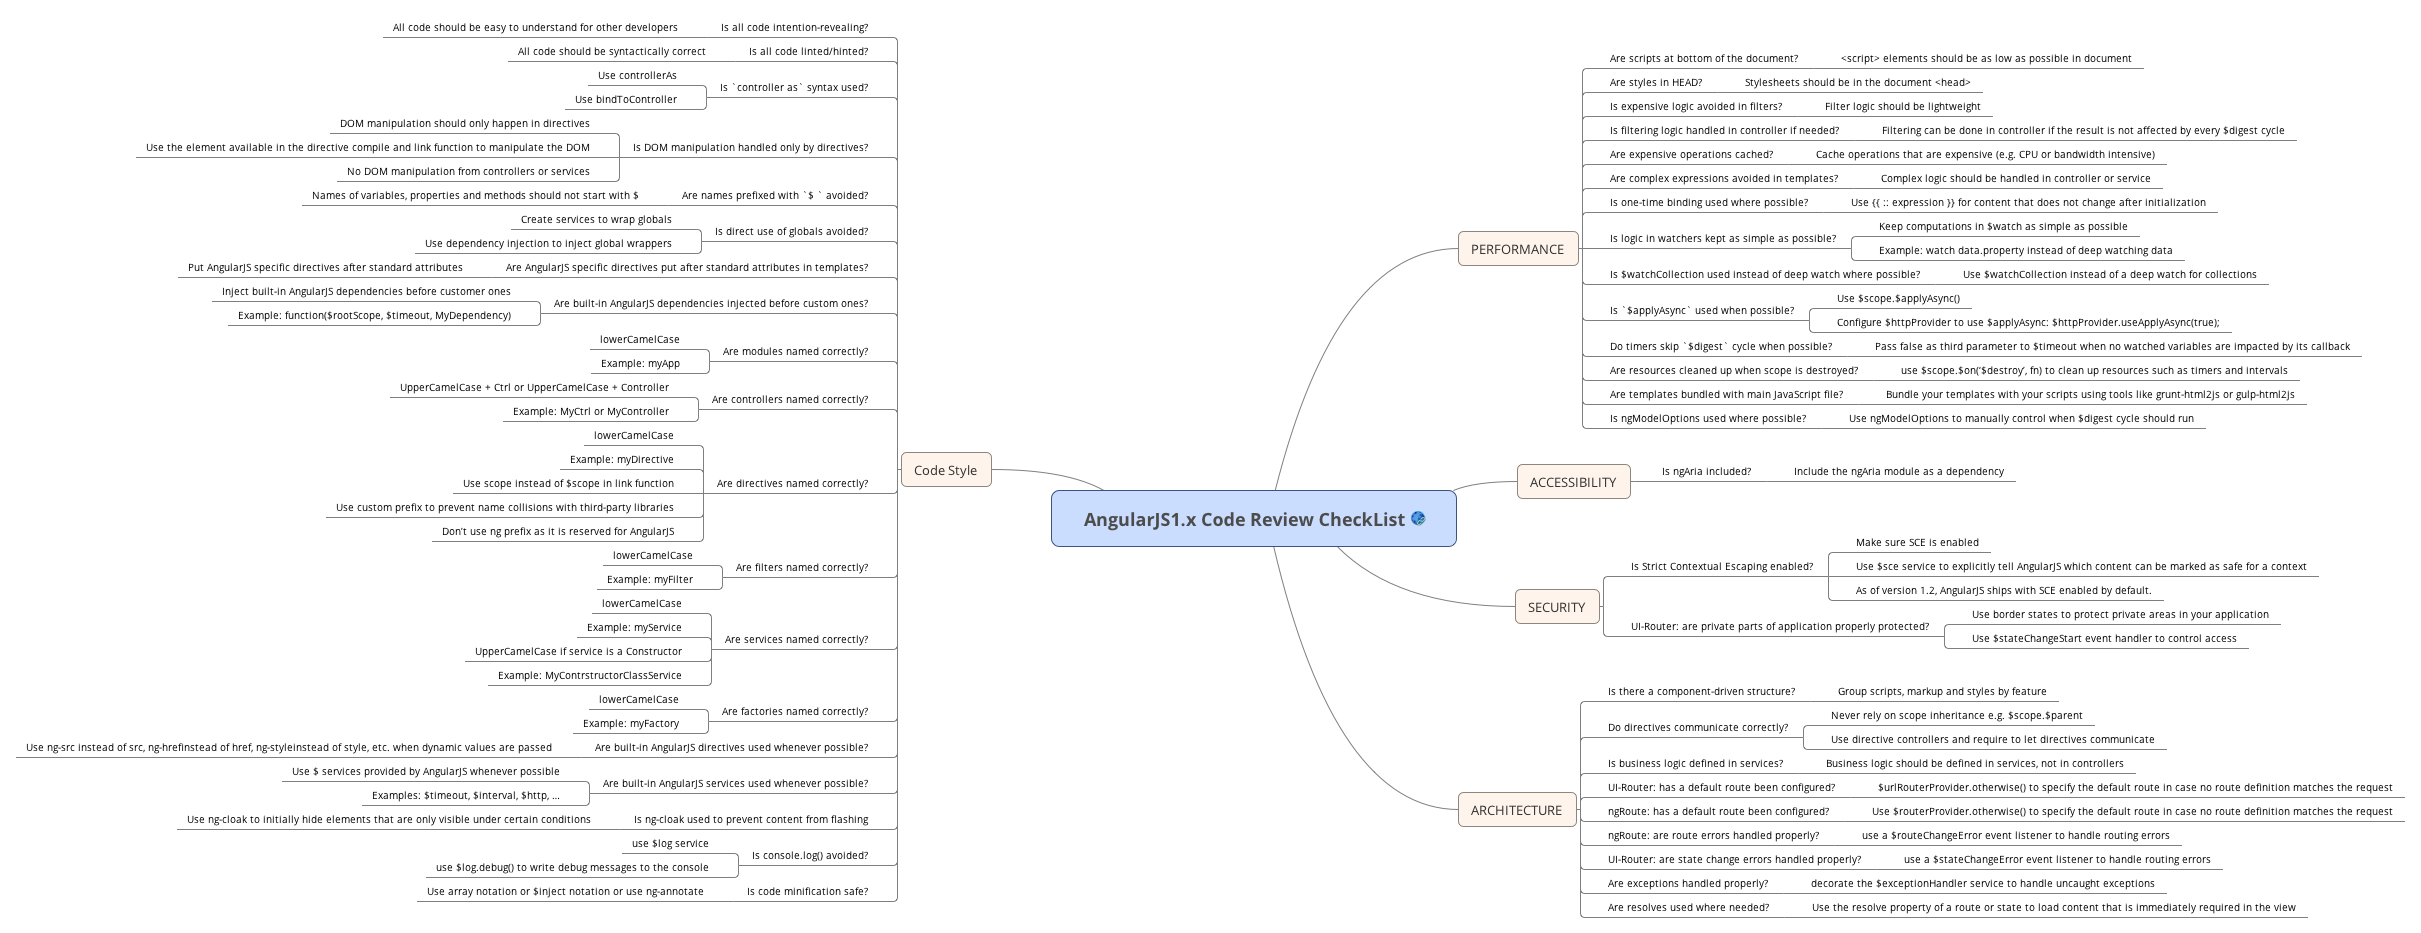 AngularJS1.x Code Review CheckList
Code Style
Is all code intention-revealing?
All code should be easy to understand for other developers
Is all code linted/hinted?
All code should be syntactically correct
Is `controller as` syntax used?
Use controllerAs
Use bindToController
Is DOM manipulation handled only by directives?
DOM manipulation should only happen in directives
Use the element available in the directive compile and link function to manipulate the DOM
No DOM manipulation from controllers or services
Are names prefixed with `$ ` avoided?
Names of variables, properties and methods should not start with $
Is direct use of globals avoided?
Create services to wrap globals
Use dependency injection to inject global wrappers
Are AngularJS specific directives put after standard attributes in templates?
Put AngularJS specific directives after standard attributes
Are built-in AngularJS dependencies injected before custom ones?
Inject built-in AngularJS dependencies before customer ones
Example: function($rootScope, $timeout, MyDependency)
Are modules named correctly?
lowerCamelCase
Example: myApp
Are controllers named correctly?
UpperCamelCase + Ctrl or UpperCamelCase + Controller
Example: MyCtrl or MyController
Are directives named correctly?
lowerCamelCase
Example: myDirective
Use scope instead of $scope in link function
Use custom prefix to prevent name collisions with third-party libraries
Don't use ng prefix as it is reserved for AngularJS
Are filters named correctly?
lowerCamelCase
Example: myFilter
Are services named correctly?
lowerCamelCase
Example: myService
UpperCamelCase if service is a Constructor
Example: MyContrstructorClassService
Are factories named correctly?
lowerCamelCase
Example: myFactory
Are built-in AngularJS directives used whenever possible?
Use ng-src instead of src, ng-hrefinstead of href, ng-styleinstead of style, etc. when dynamic values are passed
Are built-in AngularJS services used whenever possible?
Use $ services provided by AngularJS whenever possible
Examples: $timeout, $interval, $http, ...
Is ng-cloak used to prevent content from flashing
Use ng-cloak to initially hide elements that are only visible under certain conditions
Is console.log() avoided?
use $log service
use $log.debug() to write debug messages to the console
Is code minification safe?
Use array notation or $inject notation or use ng-annotate
PERFORMANCE
Are scripts at bottom of the document?
<script> elements should be as low as possible in document
Are styles in HEAD?
Stylesheets should be in the document <head>
Is expensive logic avoided in filters?
Filter logic should be lightweight
Is filtering logic handled in controller if needed?
Filtering can be done in controller if the result is not affected by every $digest cycle
Are expensive operations cached?
Cache operations that are expensive (e.g. CPU or bandwidth intensive)
Are complex expressions avoided in templates?
Complex logic should be handled in controller or service
Is one-time binding used where possible?
Use {{ :: expression }} for content that does not change after initialization
Is logic in watchers kept as simple as possible?
Keep computations in $watch as simple as possible
Example: watch data.property instead of deep watching data
Is $watchCollection used instead of deep watch where possible?
Use $watchCollection instead of a deep watch for collections
Is `$applyAsync` used when possible?
Use $scope.$applyAsync()
Configure $httpProvider to use $applyAsync: $httpProvider.useApplyAsync(true);
Do timers skip `$digest` cycle when possible?
Pass false as third parameter to $timeout when no watched variables are impacted by its callback
Are resources cleaned up when scope is destroyed?
use $scope.$on('$destroy', fn) to clean up resources such as timers and intervals
Are templates bundled with main JavaScript file?
Bundle your templates with your scripts using tools like grunt-html2js or gulp-html2js
Is ngModelOptions used where possible?
Use ngModelOptions to manually control when $digest cycle should run
ACCESSIBILITY
Is ngAria included?
Include the ngAria module as a dependency
SECURITY
Is Strict Contextual Escaping enabled?
Make sure SCE is enabled
Use $sce service to explicitly tell AngularJS which content can be marked as safe for a context
As of version 1.2, AngularJS ships with SCE enabled by default.
UI-Router: are private parts of application properly protected?
Use border states to protect private areas in your application
Use $stateChangeStart event handler to control access
ARCHITECTURE
Is there a component-driven structure?
Group scripts, markup and styles by feature
Do directives communicate correctly?
Never rely on scope inheritance e.g. $scope.$parent
Use directive controllers and require to let directives communicate
Is business logic defined in services?
Business logic should be defined in services, not in controllers
UI-Router: has a default route been configured?
$urlRouterProvider.otherwise() to specify the default route in case no route definition matches the request
ngRoute: has a default route been configured?
Use $routerProvider.otherwise() to specify the default route in case no route definition matches the request
ngRoute: are route errors handled properly?
use a $routeChangeError event listener to handle routing errors
UI-Router: are state change errors handled properly?
use a $stateChangeError event listener to handle routing errors
Are exceptions handled properly?
decorate the $exceptionHandler service to handle uncaught exceptions
Are resolves used where needed?
Use the resolve property of a route or state to load content that is immediately required in the view